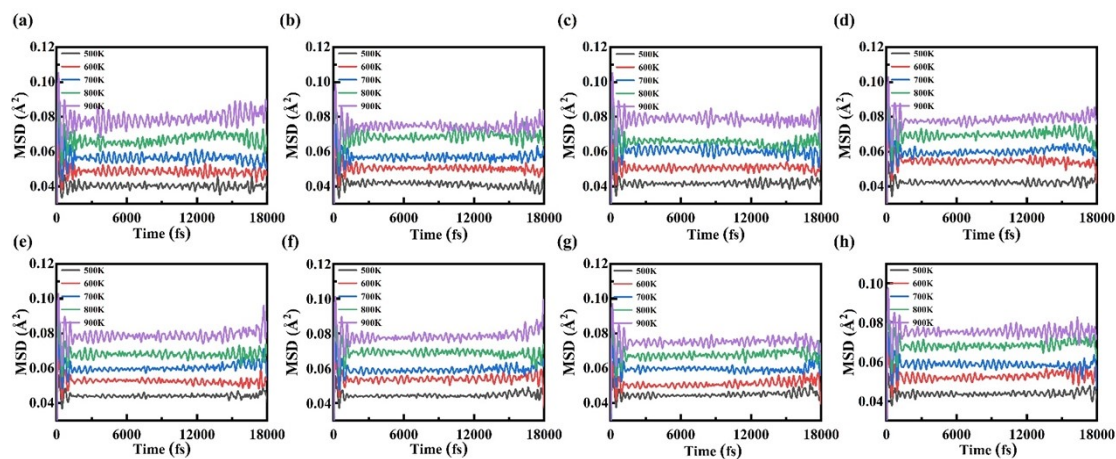 (a)
MSD (Å²)
0.12
0.10
0.08
0.06
0.04
500K
600K
700K
800K
900K
0 6000 12000 18000
Time (fs)
(b)
MSD (Å²)
0.12
0.10
0.08
0.06
0.04
500K
600K
700K
800K
900K
0 6000 12000 18000
Time (fs)
(c)
MSD (Å²)
0.12
0.10
0.08
0.06
0.04
500K
600K
700K
800K
900K
0 6000 12000 18000
Time (fs)
(d)
MSD (Å²)
0.12
0.10
0.08
0.06
0.04
500K
600K
700K
800K
900K
0 6000 12000 18000
Time (fs)
(e)
MSD (Å²)
0.12
0.10
0.08
0.06
0.04
500K
600K
700K
800K
900K
0 6000 12000 18000
Time (fs)
(f)
MSD (Å²)
0.12
0.10
0.08
0.06
0.04
500K
600K
700K
800K
900K
0 6000 12000 18000
Time (fs)
(g)
MSD (Å²)
0.12
0.10
0.08
0.06
0.04
500K
600K
700K
800K
900K
0 6000 12000 18000
Time (fs)
(h)
MSD (Å²)
0.10
0.08
0.06
0.04
500K
600K
700K
800K
900K
0 6000 12000 18000
Time (fs)